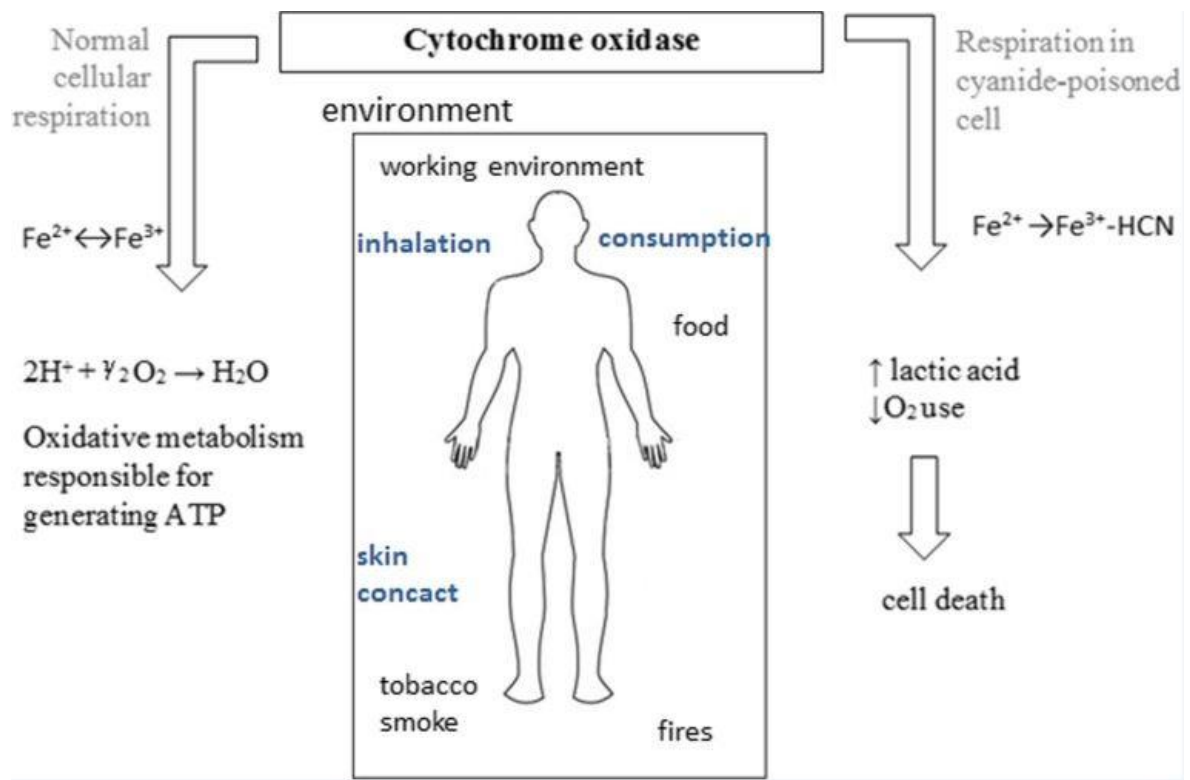 Normal
cellular
respiration
Cytochrome oxidase
Respiration in
cyanide-poisoned
cell
environment
working environment
inhalation
consumption
food
skin
concact
tobacco
smoke
fires
Fe²⁺↔Fe³⁺
2H⁺ + ½O₂ → H₂O
Oxidative metabolism
responsible for
generating ATP
Fe²⁺→Fe³⁺-HCN
↑ lactic acid
↓O₂ use
cell death